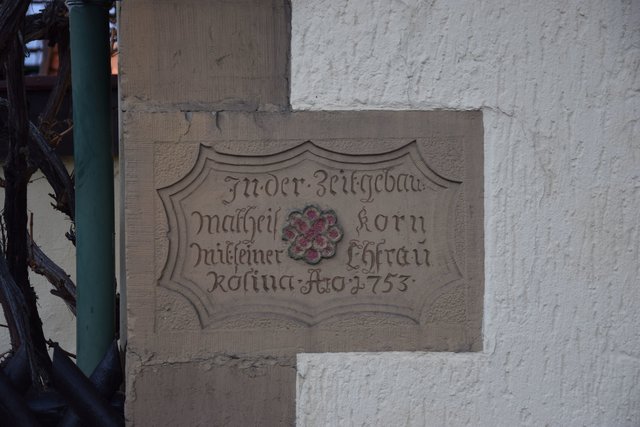 In·der·Zeit·gebau·
Matheis Korn
Mit·seiner Ehfrau
Rosina·Ao·1753·